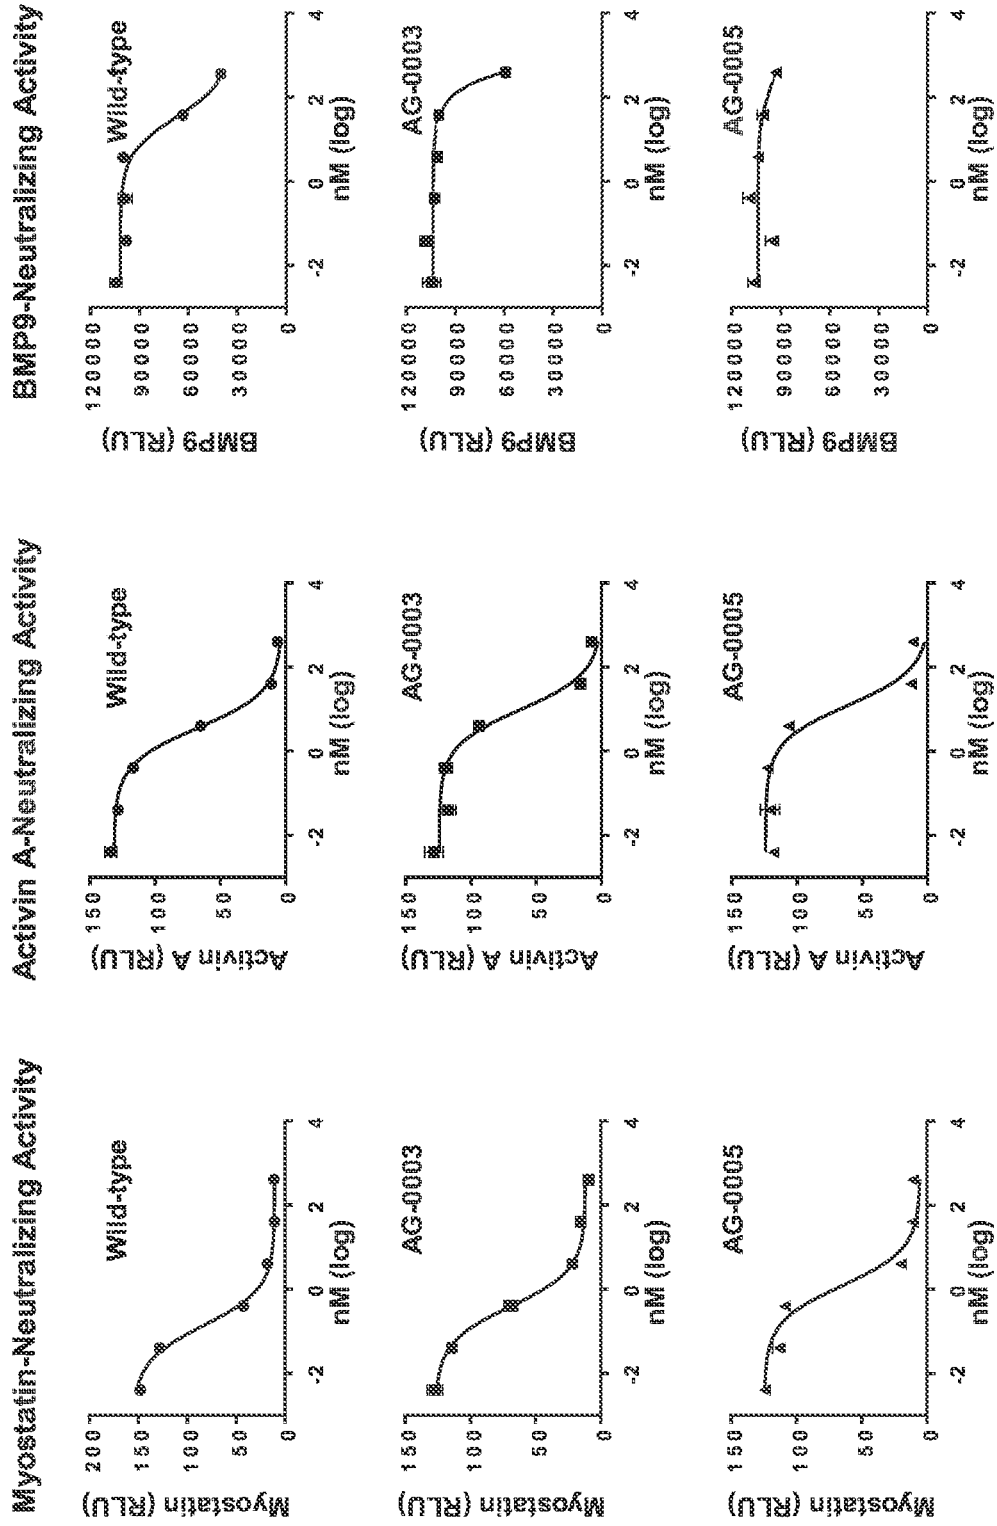 Myostatin-Neutralizing Activity
Wild-type
Myostatin (RLU)
200
150
100
50
0
-2
0
2
4
nM (log)
AG-0003
Myostatin (RLU)
150
100
50
0
-2
0
2
4
nM (log)
AG-0005
Myostatin (RLU)
150
100
50
0
-2
0
2
4
nM (log)
Activin A-Neutralizing Activity
Wild-type
Activin A (RLU)
150
100
50
0
-2
0
2
4
nM (log)
AG-0003
Activin A (RLU)
150
100
50
0
-2
0
2
4
nM (log)
AG-0005
Activin A (RLU)
150
100
50
0
-2
0
2
4
nM (log)
BMP9-Neutralizing Activity
Wild-type
BMP9 (RLU)
120000
90000
60000
30000
0
-2
0
2
4
nM (log)
AG-0003
BMP9 (RLU)
120000
90000
60000
30000
0
-2
0
2
4
nM (log)
AG-0005
BMP9 (RLU)
120000
90000
60000
30000
0
-2
0
2
4
nM (log)